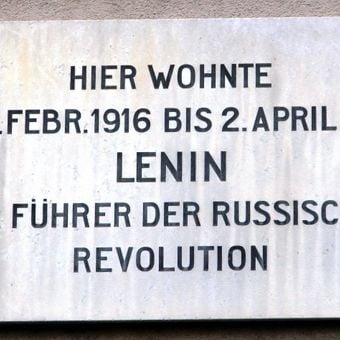 HIER WOHNTE
.FEBR.1916 BIS 2.APRIL
LENIN
FÜHRER DER RUSSISC
REVOLUTION